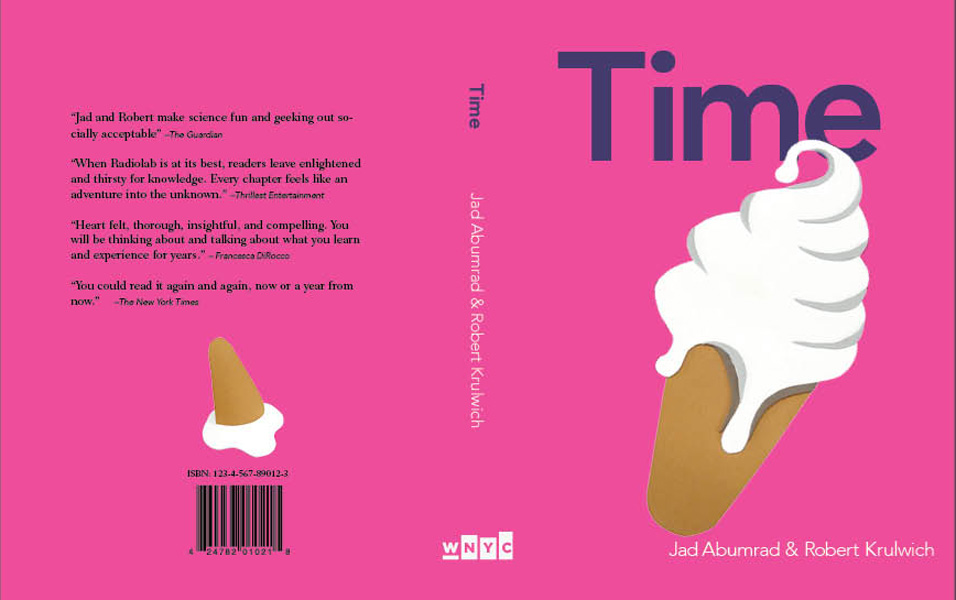 “Jad and Robert make science fun and geeking out so-
cially acceptable” –The Guardian
“When Radiolab is at its best, readers leave enlightened
and thirsty for knowledge. Every chapter feels like an
adventure into the unknown.” –Thrillest Entertainment
“Heart felt, thorough, insightful, and compelling. You
will be thinking about and talking about what you learn
and experience for years.” – Francesca DiRocco
“You could read it again and again, now or a year from
now.” –The New York Times
ISBN: 123-4-567-89012-3
4 24782 01021 8
Time
Jad Abumrad & Robert Krulwich
WNYC
Time
Jad Abumrad & Robert Krulwich